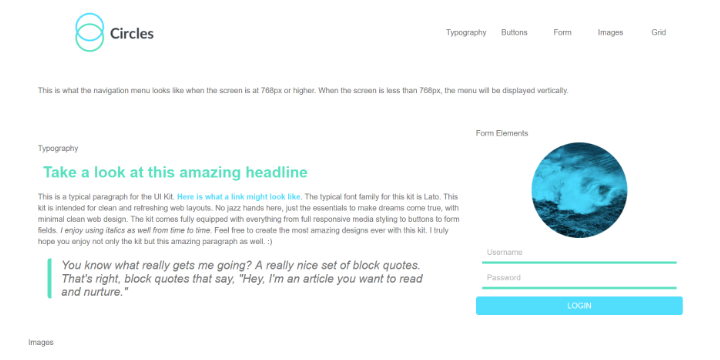 Circles
Typography Buttons Form Images Grid
This is what the navigation menu looks like when the screen is at 768px or higher. When the screen is less than 768px, the menu will be displayed vertically.
Typography
Take a look at this amazing headline
This is a typical paragraph for the UI Kit. Here is what a link might look like. The typical font family for this kit is Lato. This
kit is intended for clean and refreshing web layouts. No jazz hands here, just the essentials to make dreams come true, with
minimal clean web design. The kit comes fully equipped with everything from full responsive media styling to buttons to form
fields. I enjoy using italics as well from time to time. Feel free to create the most amazing designs ever with this kit. I truly
hope you enjoy not only the kit but this amazing paragraph as well. :)
You know what really gets me going? A really nice set of block quotes.
That's right, block quotes that say, "Hey, I'm an article you want to read
and nurture."
Form Elements
Username
Password
LOGIN
Images